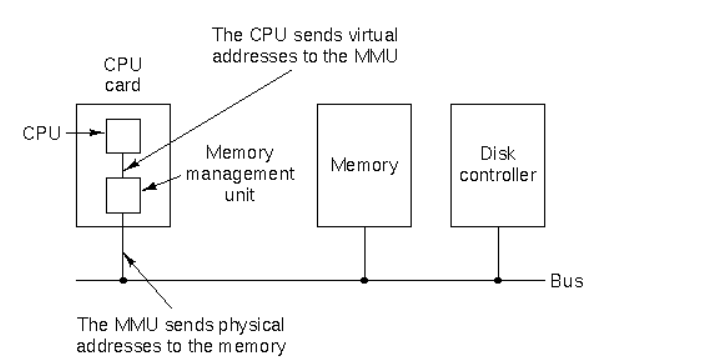 The CPU sends virtual
addresses to the MMU
CPU
card
CPU
Memory
management
unit
Memory
Disk
controller
Bus
The MMU sends physical
addresses to the memory